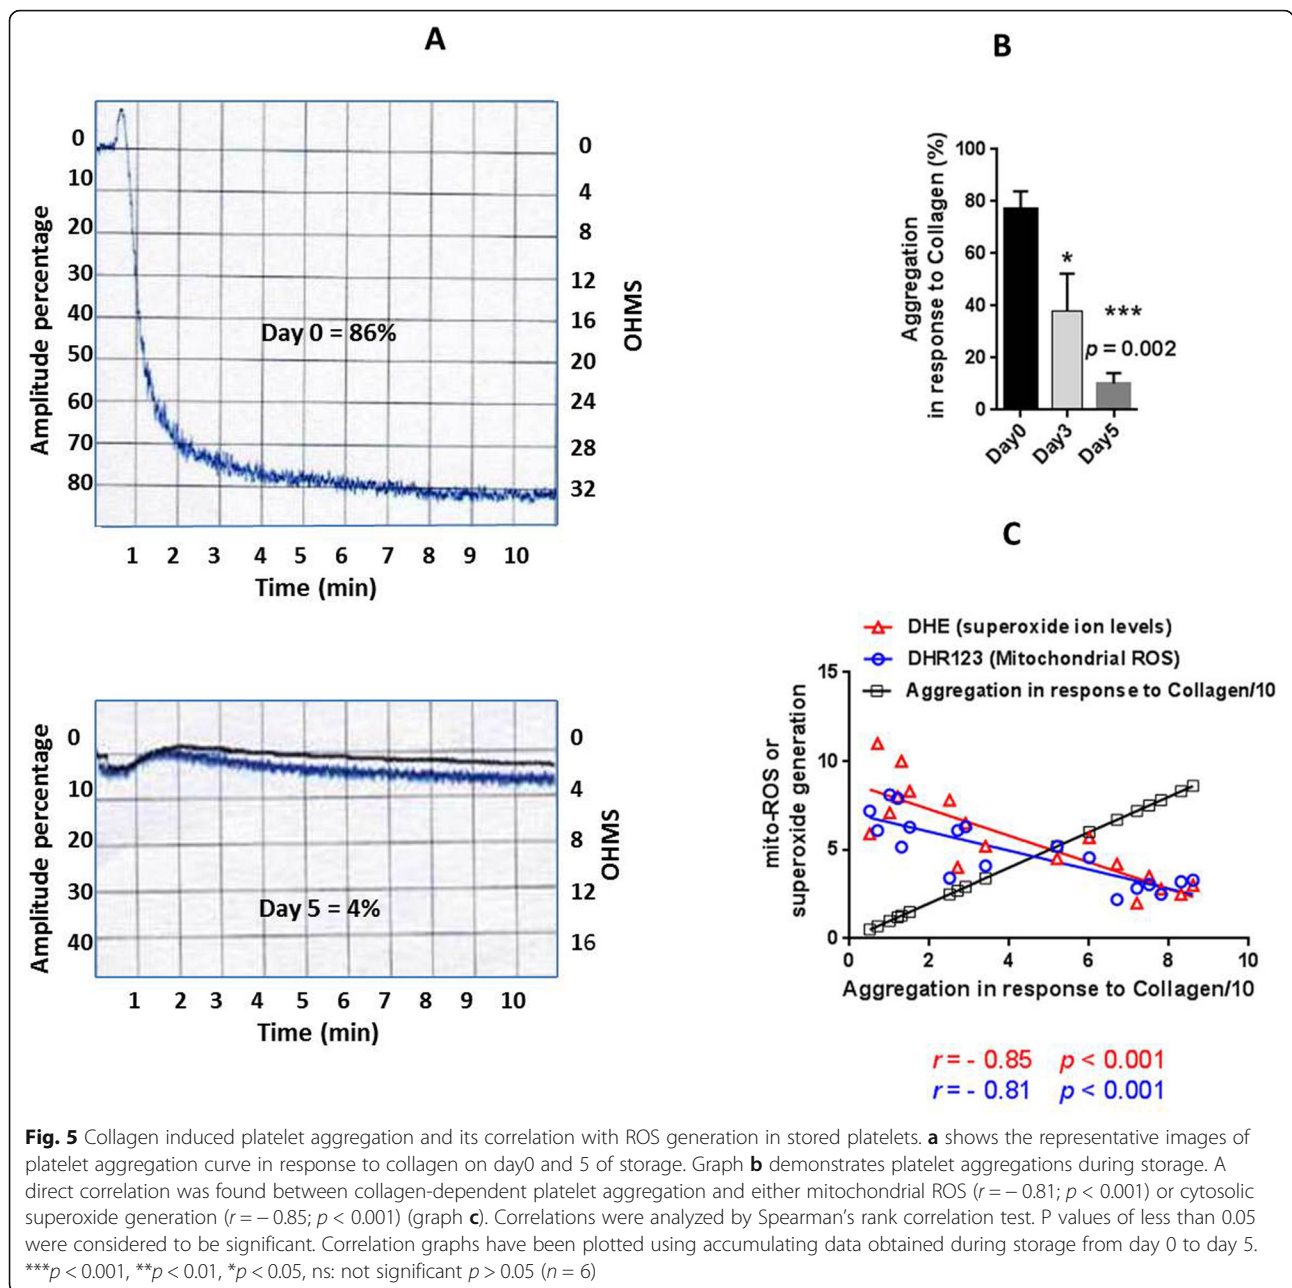 A
0
10
20
30
40
50
60
70
80
Amplitude percentage
0
4
8
12
16
20
24
28
32
OHMS
Day 0 = 86%
1 2 3 4 5 6 7 8 9 10
Time (min)
0
10
20
30
40
Amplitude percentage
0
4
8
12
16
OHMS
Day 5 = 4%
1 2 3 4 5 6 7 8 9 10
Time (min)
B
Aggregation
in response to Collagen (%)
100
80
60
40
20
0
*
***
p = 0.002
Day0 Day3 Day5
C
DHE (superoxide ion levels)
DHR123 (Mitochondrial ROS)
Aggregation in response to Collagen/10
mito-ROS or
superoxide generation
15
10
5
0
0 2 4 6 8 10
Aggregation in response to Collagen/10
r = - 0.85 p < 0.001
r = - 0.81 p < 0.001
Fig. 5 Collagen induced platelet aggregation and its correlation with ROS generation in stored platelets. a shows the representative images of
platelet aggregation curve in response to collagen on day0 and 5 of storage. Graph b demonstrates platelet aggregations during storage. A
direct correlation was found between collagen-dependent platelet aggregation and either mitochondrial ROS (r = − 0.81; p < 0.001) or cytosolic
superoxide generation (r = − 0.85; p < 0.001) (graph c). Correlations were analyzed by Spearman's rank correlation test. P values of less than 0.05
were considered to be significant. Correlation graphs have been plotted using accumulating data obtained during storage from day 0 to day 5.
***p < 0.001, **p < 0.01, *p < 0.05, ns: not significant p > 0.05 (n = 6)